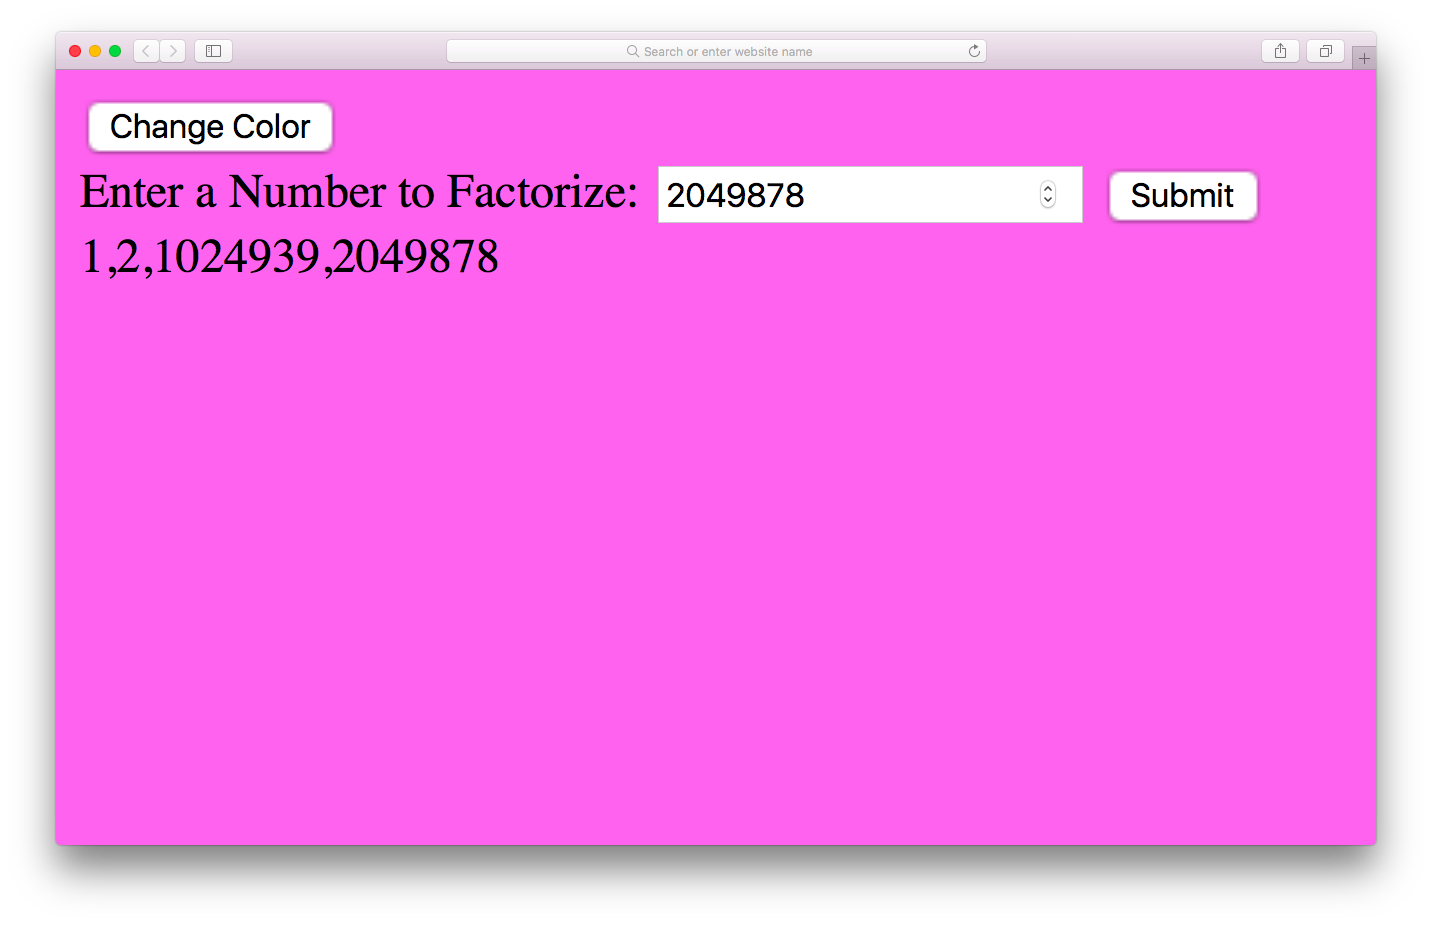 Search or enter website name
Change Color
Enter a Number to Factorize: 2049878 Submit
1,2,1024939,2049878